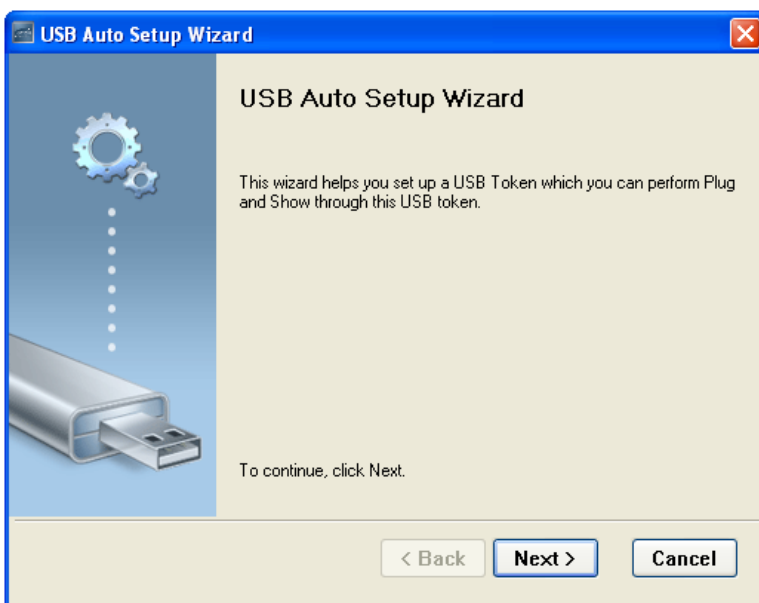 USB Auto Setup Wizard
USB Auto Setup Wizard
This wizard helps you set up a USB Token which you can perform Plug
and Show through this USB token.
To continue, click Next.
< Back Next > Cancel